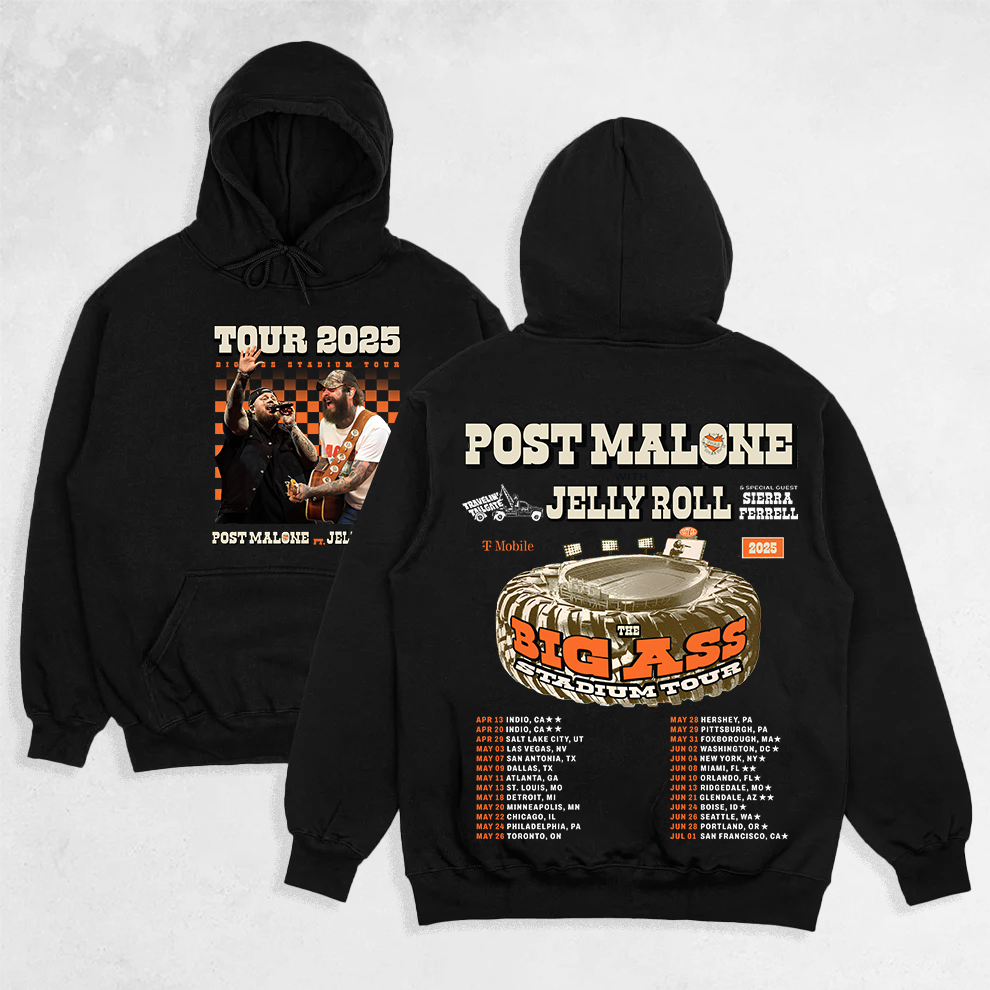 TOUR 2025
STADIUM TOUR
POST MALONE FT. JEL
POST MALONE
WITH
JELLY ROLL
& SPECIAL GUEST
SIERRA
FERRELL
TRAVELIN'
TAILGATE
T Mobile
2025
THE
BIG ASS
STADIUM TOUR
APR 13 INDIO, CA★★
APR 20 INDIO, CA★★
APR 29 SALT LAKE CITY, UT
MAY 03 LAS VEGAS, NV
MAY 07 SAN ANTONIA, TX
MAY 09 DALLAS, TX
MAY 11 ATLANTA, GA
MAY 13 ST. LOUIS, MO
MAY 18 DETROIT, MI
MAY 20 MINNEAPOLIS, MN
MAY 22 CHICAGO, IL
MAY 24 PHILADELPHIA, PA
MAY 26 TORONTO, ON
MAY 28 HERSHEY, PA
MAY 29 PITTSBURGH, PA
MAY 31 FOXBOROUGH, MA★
JUN 02 WASHINGTON, DC★
JUN 04 NEW YORK, NY★
JUN 08 MIAMI, FL★★
JUN 10 ORLANDO, FL★
JUN 13 RIDGEDALE, MO★
JUN 21 GLENDALE, AZ★★
JUN 24 BOISE, ID★
JUN 26 SEATTLE, WA★
JUN 28 PORTLAND, OR★
JUL 01 SAN FRANCISCO, CA★